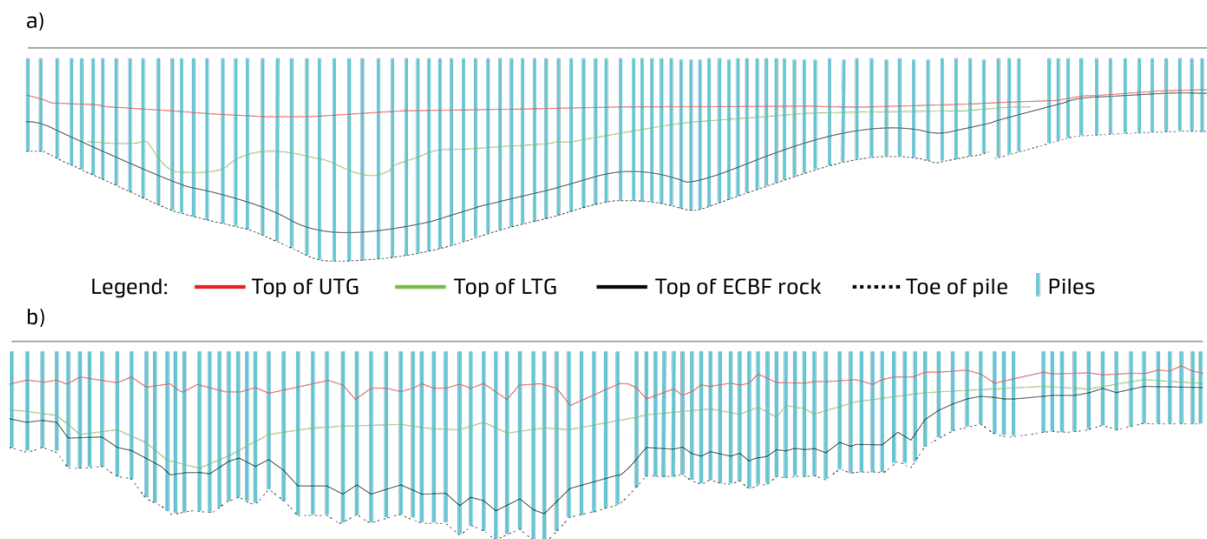 a)
Legend: Top of UTG Top of LTG Top of ECBF rock Toe of pile Piles
b)